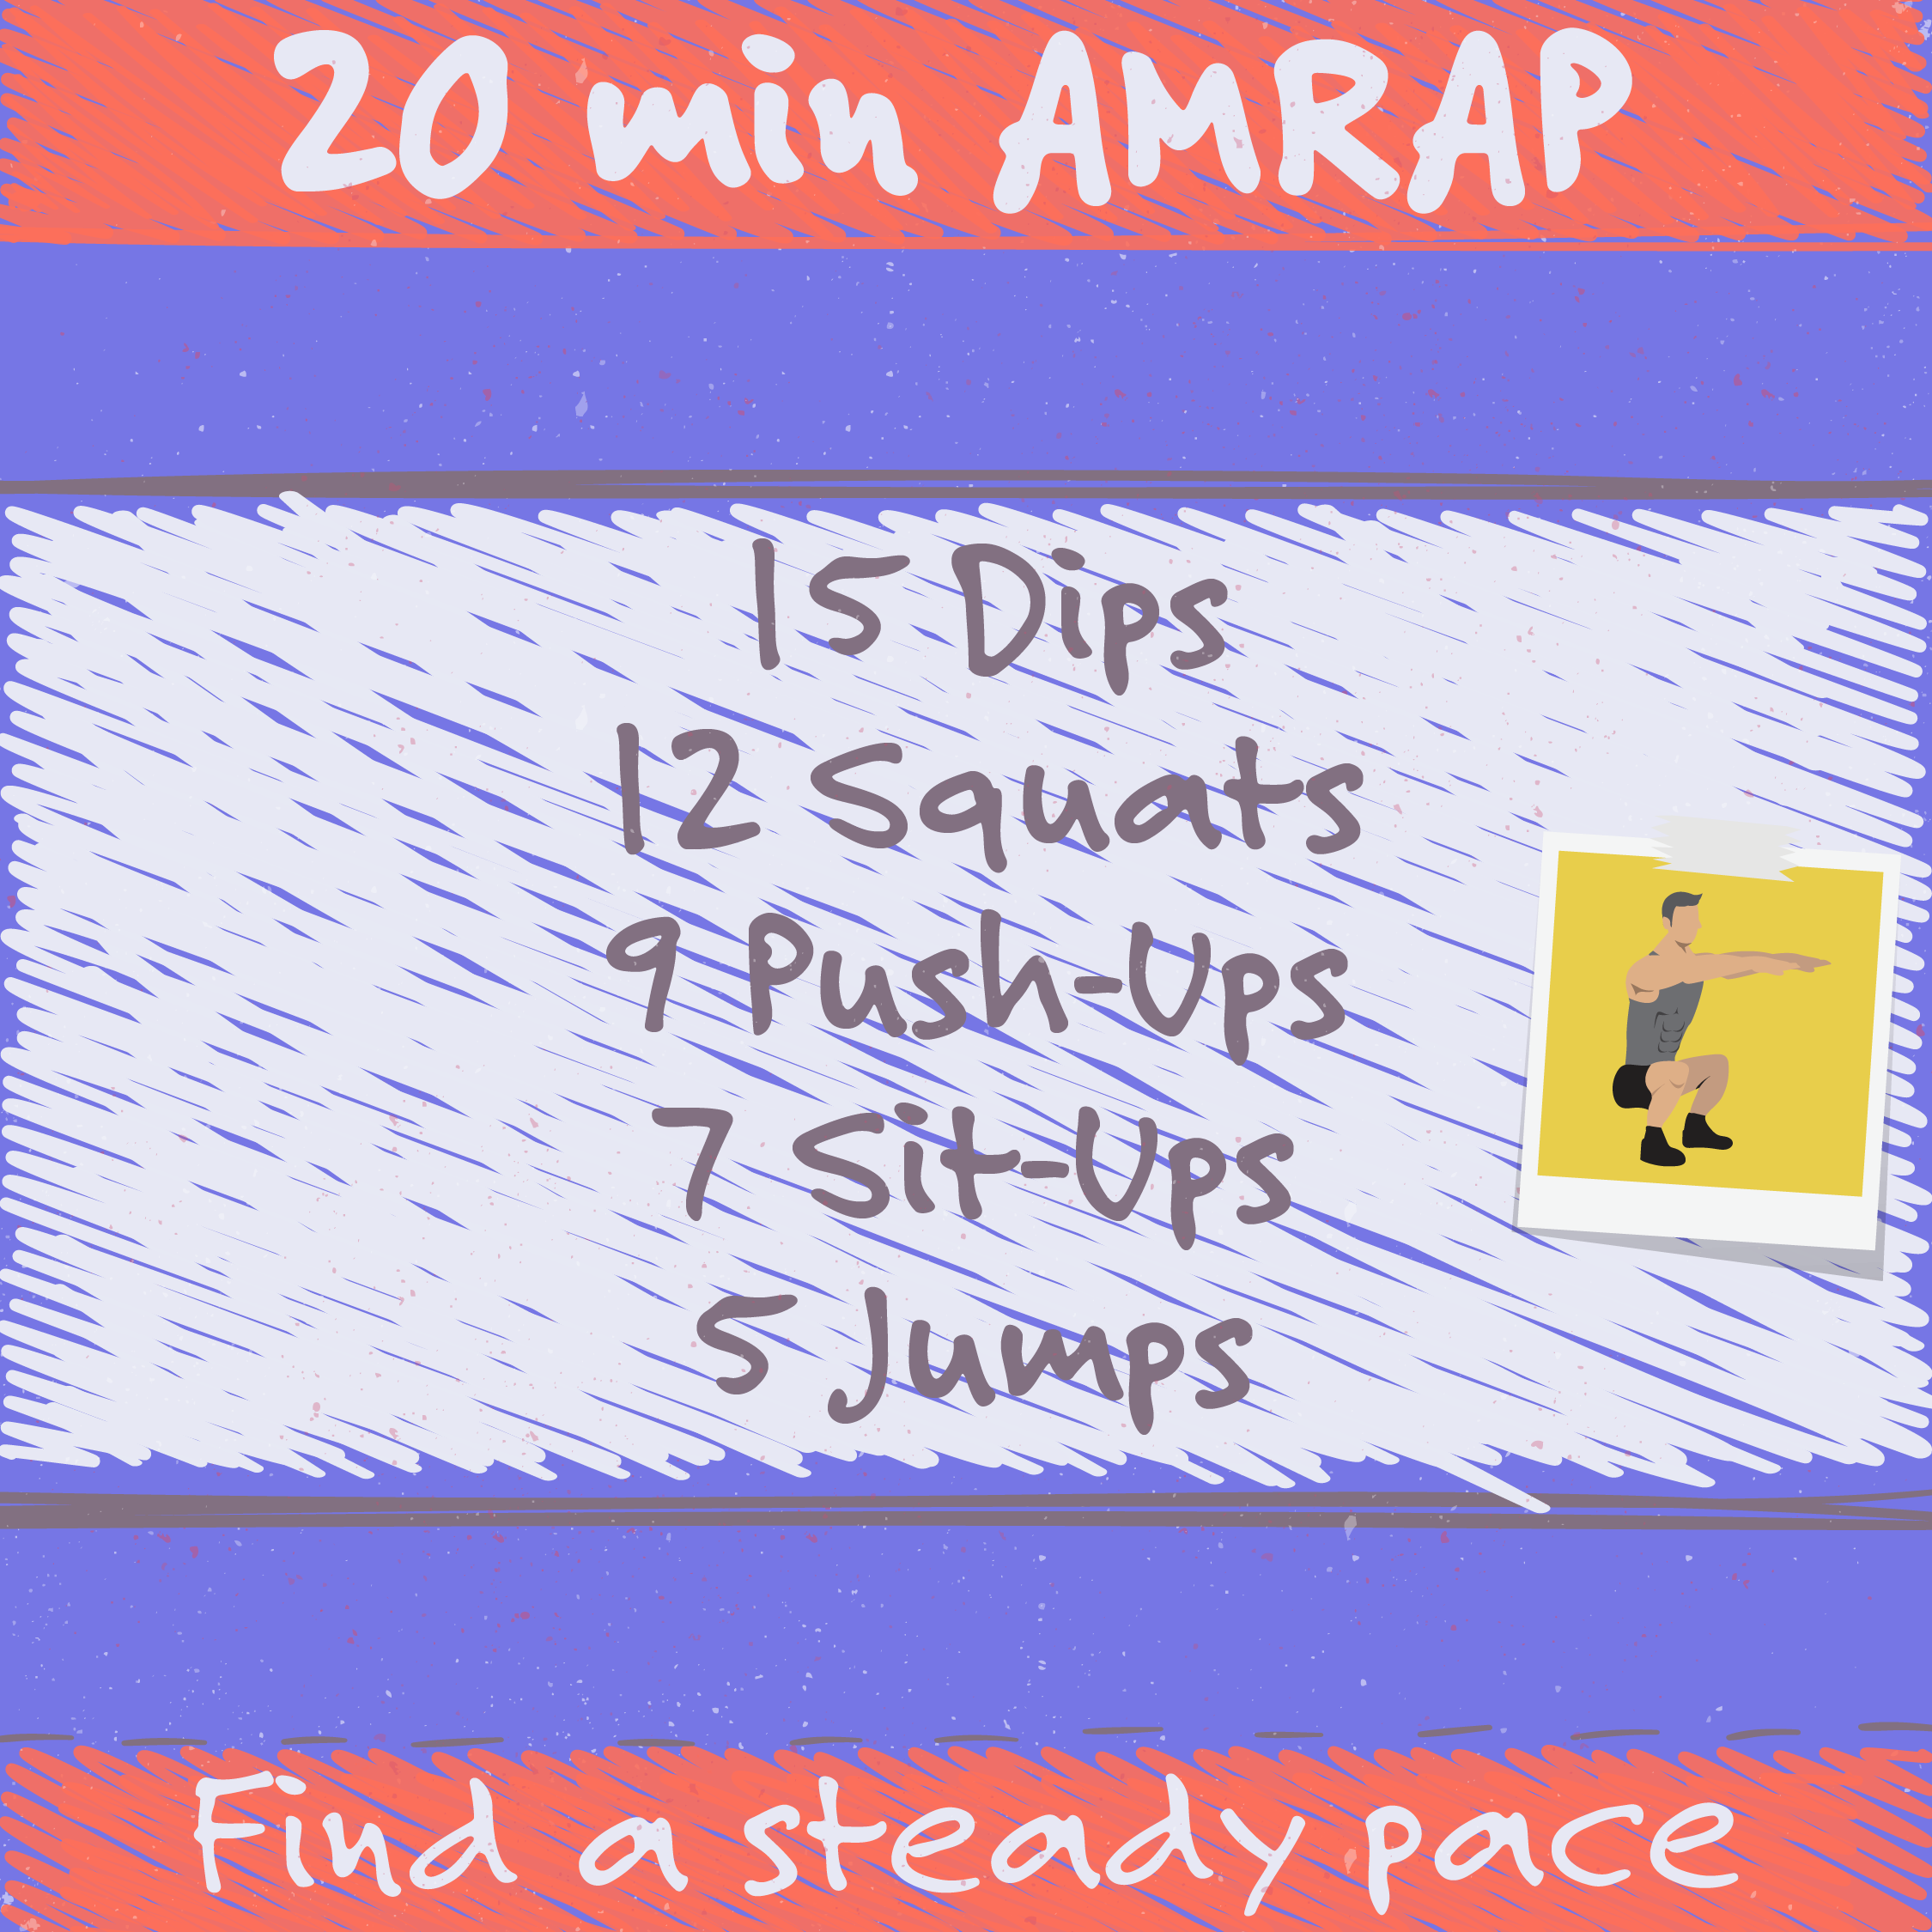 20 min AMRAP
15 Dips
12 Squats
9 Push-Ups
7 Sit-Ups
5 Jumps
Find a steady pace